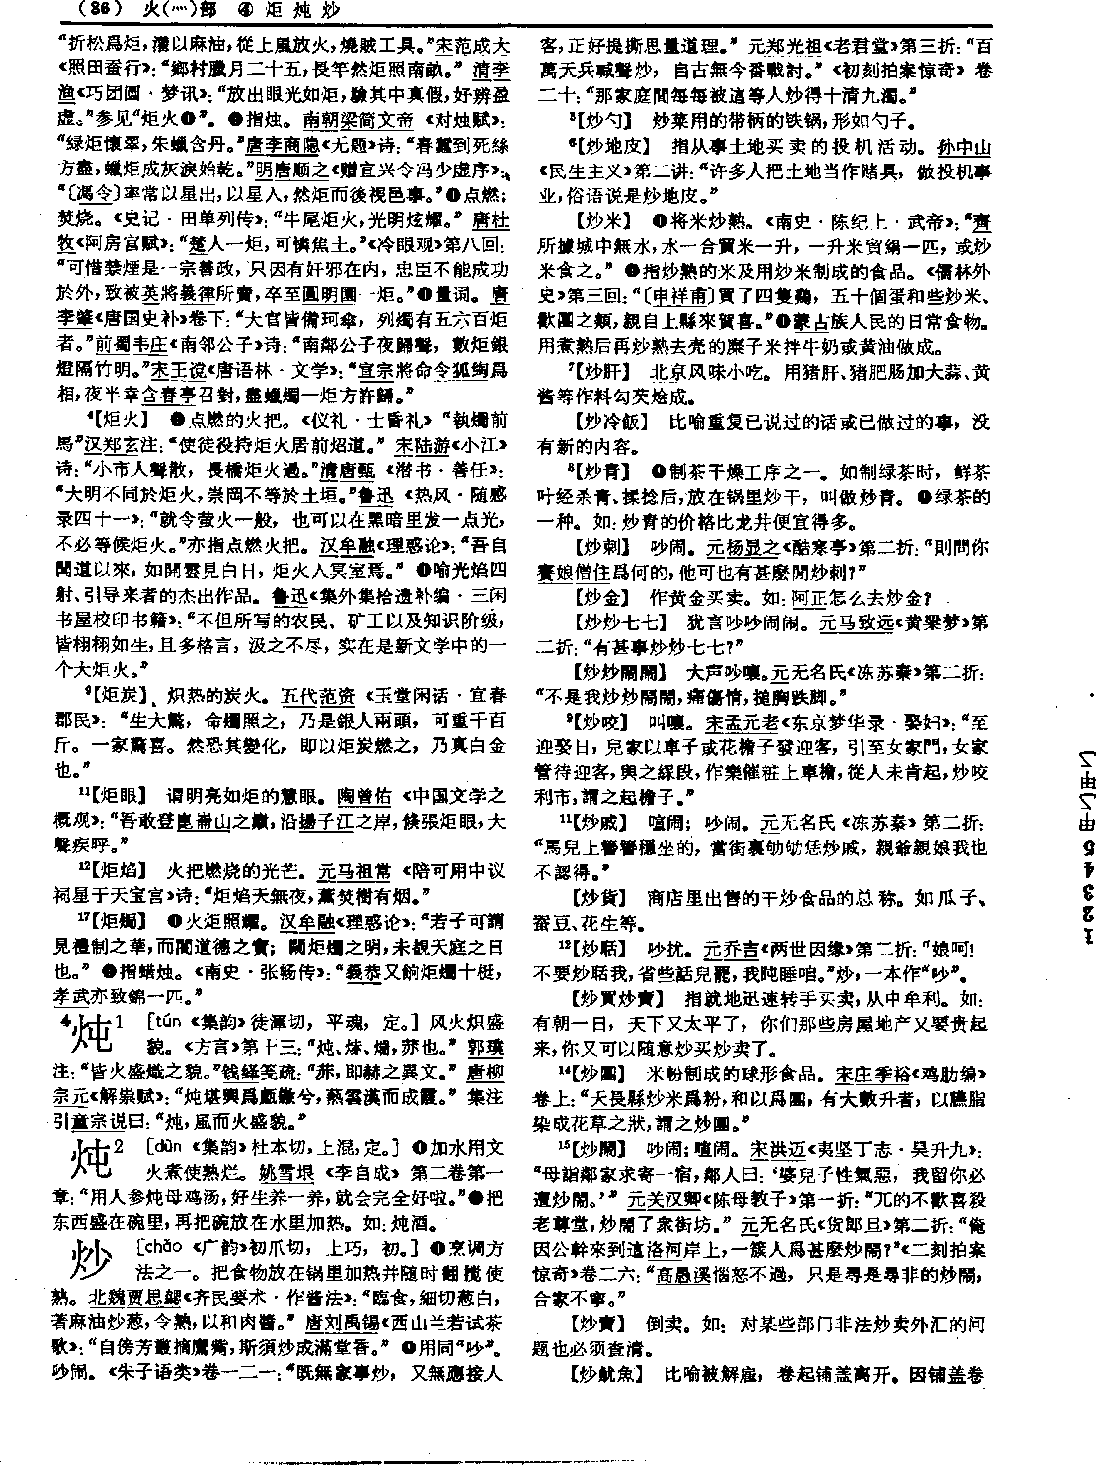 (36) 火(灬)部 ④ 炬炖炒
“折松爲炬,灌以麻油,從上風放火,燒賊工具。”宋范成大
《照田蚕行》:“鄉村臘月二十五,長竿然炬照南畝。” 清李
渔《巧团圆·梦讯》:“放出眼光如炬,驗其中真假,好辨盈
虚。”参见“炬火❶”。❷指烛。南朝梁简文帝《对烛赋》:
“绿炬懷翠,朱蠟含丹。”唐李商隐《无题》诗:“春蠶到死絲
方盡,蠟炬成灰淚始乾。”明唐顺之《赠宜兴令冯少虚序》:
“〔馮令〕率常以星出,以星入,然炬而後視邑事。”❸点燃;
焚烧。《史记·田单列传》:“牛尾炬火,光明炫燿。” 唐杜
牧《阿房宫赋》:“楚人一炬,可憐焦土。”《冷眼观》第八回:
“可惜禁煙是一宗善政,只因有奸邪在内,忠臣不能成功
於外,致被英將義律所賣,卒至圓明園一炬。”❹量词。唐
李肇《唐国史补》卷下:“大官皆備珂傘,列燭有五六百炬
者。”前蜀韦庄《南邻公子》诗:“南鄰公子夜歸聲,數炬銀
燈隔竹明。”宋王谠《唐语林·文学》:“宣宗將命令狐綯爲
相,夜半幸含春亭召對,盡蠟燭一炬方許歸。”
⁴【炬火】 ❶点燃的火把。《仪礼·士昏礼》“執燭前
馬”汉郑玄注:“使徒役持炬火居前炤道。” 宋陆游《小江》
诗:“小市人聲散,長橋炬火過。”清唐甄《潜书·善任》:
“大明不同於炬火,崇岡不等於土垣。”鲁迅《热风·随感
录四十一》:“就令萤火一般,也可以在黑暗里发一点光,
不必等候炬火。”亦指点燃火把。汉牟融《理惑论》:“吾自
聞道以來,如開雲見白日,炬火入冥室焉。” ❷喻光焰四
射、引导来者的杰出作品。鲁迅《集外集拾遗补编·三闲
书屋校印书籍》:“不但所写的农民、矿工以及知识阶级,
皆栩栩如生,且多格言,汲之不尽,实在是新文学中的一
个大炬火。”
⁹【炬炭】 炽热的炭火。五代范资《玉堂闲话·宜春
郡民》:“生大驚,命燭照之,乃是銀人兩頭,可重千百
斤。一家驚喜。然恐其變化,即以炬炭燃之,乃真白金
也。”
¹¹【炬眼】 谓明亮如炬的慧眼。陶曾佑《中国文学之
概观》:“吾敢登崑崙山之巔,沿揚子江之岸,倏張炬眼,大
聲疾呼。”
¹²【炬焰】 火把燃烧的光芒。元马祖常《陪可用中议
祠星于天宝宫》诗:“炬焰天無夜,薰焚樹有烟。”
¹⁷【炬燭】 ❶火炬照耀。汉牟融《理惑论》:“若子可謂
見禮制之華,而闇道德之實;闚炬燭之明,未覩天庭之日
也。” ❷指蜡烛。《南史·张畅传》:“義恭又餉炬燭十梃,
孝武亦致錦一匹。”
⁴炖¹ [tún《集韵》徒渾切,平魂,定。]风火炽盛
貌。《方言》第十三:“炖、㷇、煓,赫也。” 郭璞
注:“皆火盛熾之貌。”钱绎笺疏:“㶰,即赫之異文。” 唐柳
宗元《解祟赋》:“炖堪輿爲甗鏉兮,爇雲漢而成霞。” 集注
引童宗说曰:“炖,風而火盛貌。”
炖² [dùn《集韵》杜本切,上混,定。] ❶加水用文
火煮使熟烂。姚雪垠《李自成》第二卷第一
章:“用人参炖母鸡汤,好生养一养,就会完全好啦。”❷把
东西盛在碗里,再把碗放在水里加热。如:炖酒。
炒 [chǎo《广韵》初爪切,上巧,初。] ❶烹调方
法之一。把食物放在锅里加热并随时翻搅使
熟。北魏贾思勰《齐民要术·作酱法》:“臨食,細切葱白,
著麻油炒葱,令熟,以和肉醬。” 唐刘禹锡《西山兰若试茶
歌》:“自傍芳叢摘鷹觜,斯須炒成滿堂香。” ❷用同“吵”。
吵闹。《朱子语类》卷一二一:“既無家事炒,又無應接人
客,正好提撕思量道理。” 元郑光祖《老君堂》第三折:“百
萬天兵喊聲炒,自古無今番戰討。”《初刻拍案惊奇》卷
二十:“那家庭間每每被這等人炒得十清九濁。”
³【炒勺】 炒菜用的带柄的铁锅,形如勺子。
⁶【炒地皮】 指从事土地买卖的投机活动。孙中山
《民生主义》第二讲:“许多人把土地当作赌具,做投机事
业,俗语说是炒地皮。”
【炒米】 ❶将米炒熟。《南史·陈纪上·武帝》:“齊
所據城中無水,水一合貿米一升,一升米貿絹一匹,或炒
米食之。” ❷指炒熟的米及用炒米制成的食品。《儒林外
史》第三回:“〔申祥甫〕買了四隻鷄,五十個蛋和些炒米、
歡團之類,親自上縣來賀喜。”❸蒙古族人民的日常食物。
用煮熟后再炒熟去壳的糜子米拌牛奶或黄油做成。
⁷【炒肝】 北京风味小吃。用猪肝、猪肥肠加大蒜、黄
酱等作料勾芡烩成。
【炒冷飯】 比喻重复已说过的话或已做过的事,没
有新的内容。
⁸【炒青】 ❶制茶干燥工序之一。如制绿茶时,鲜茶
叶经杀青、揉捻后,放在锅里炒干,叫做炒青。❷绿茶的
一种。如:炒青的价格比龙井便宜得多。
【炒刺】 吵闹。元杨显之《酷寒亭》第二折:“則問你
賽娘僧住爲何的,他可也有甚麼閒炒刺?”
【炒金】 作黄金买卖。如:阿正怎么去炒金?
【炒炒七七】 犹言吵吵闹闹。元马致远《黄粱梦》第
二折:“有甚事炒炒七七?”
【炒炒鬧鬧】 大声吵嚷。元无名氏《冻苏秦》第二折:
“不是我炒炒鬧鬧,痛傷情,搥胸跌脚。”
⁹【炒咬】 叫嚷。宋孟元老《东京梦华录·娶妇》:“至
迎娶日,兒家以車子或花檐子發迎客,引至女家門,女家
管待迎客,與之綵段,作樂催粧上車檐,從人未肯起,炒咬
利市,謂之起檐子。”
¹¹【炒戚】 喧闹;吵闹。元无名氏《冻苏秦》第二折:
“馬兒上簪簪穩坐的,當街裏劬劬恁炒戚,親爺親娘我也
不認得。”
【炒貨】 商店里出售的干炒食品的总称。如瓜子、
蚕豆、花生等。
¹³【炒聒】 吵扰。元乔吉《两世因缘》第二折:“娘呵!
不要炒聒我,省些話兒罷,我盹睡咱。”炒,一本作“吵”。
【炒買炒賣】 指就地迅速转手买卖,从中牟利。如:
有朝一日,天下又太平了,你们那些房屋地产又要贵起
来,你又可以随意炒买炒卖了。
¹⁴【炒團】 米粉制成的球形食品。宋庄季裕《鸡肋编》
卷上:“天長縣炒米爲粉,和以爲團,有大數升者,以臙脂
染成花草之狀,謂之炒團。”
¹⁵【炒鬧】 吵闹;喧闹。宋洪迈《夷坚丁志·吴升九》:
“母詣鄰家求寄一宿,鄰人曰:‘婆兒子性氣惡,我留你必
遭炒鬧。’” 元关汉卿《陈母教子》第一折:“兀的不歡喜殺
老尊堂,炒鬧了衆街坊。” 元无名氏《货郎旦》第二折:“俺
因公幹來到這洛河岸上,一簇人爲甚麼炒鬧?”《二刻拍案
惊奇》卷二六:“高愚溪惱怒不過,只是尋是尋非的炒鬧,
合家不寧。”
【炒賣】 倒卖。如:对某些部门非法炒卖外汇的问
题也必须查清。
【炒魷魚】 比喻被解雇,卷起铺盖离开。因铺盖卷